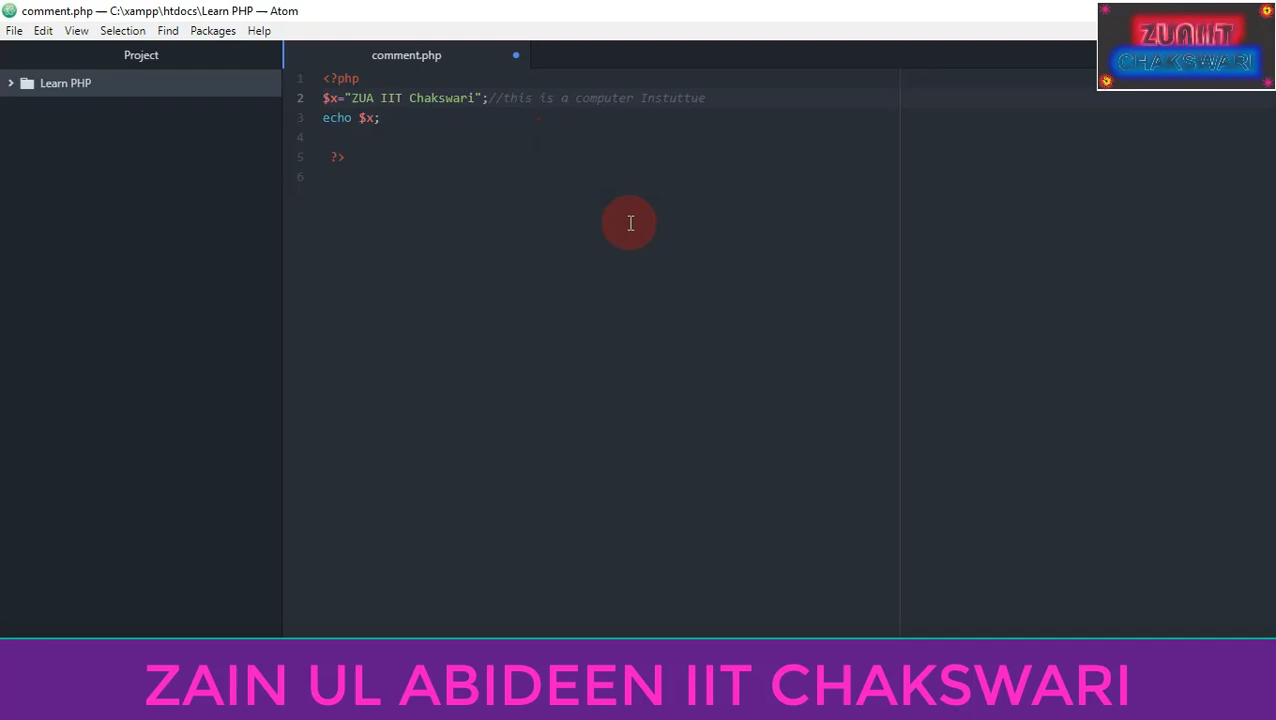 comment.php — C:\xampp\htdocs\Learn PHP — Atom
File Edit View Selection Find Packages Help
ZUAIIT
CHAKSWARI
Project
comment.php
Learn PHP
1 <?php
2 $x="ZUA IIT Chakswari";//this is a computer Instuttue
3 echo $x;
4
5 ?>
6
ZAIN UL ABIDEEN IIT CHAKSWARI